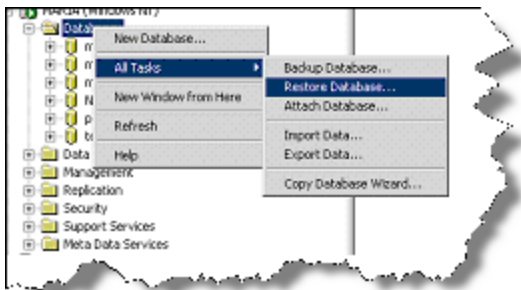 (Windows NT)
New Database...
All Tasks
Backup Database...
Restore Database...
Attach Database...
New Window from Here
Refresh
Import Data...
Export Data...
Help
Copy Database Wizard...
Data
Management
Replication
Security
Support Services
Meta Data Services